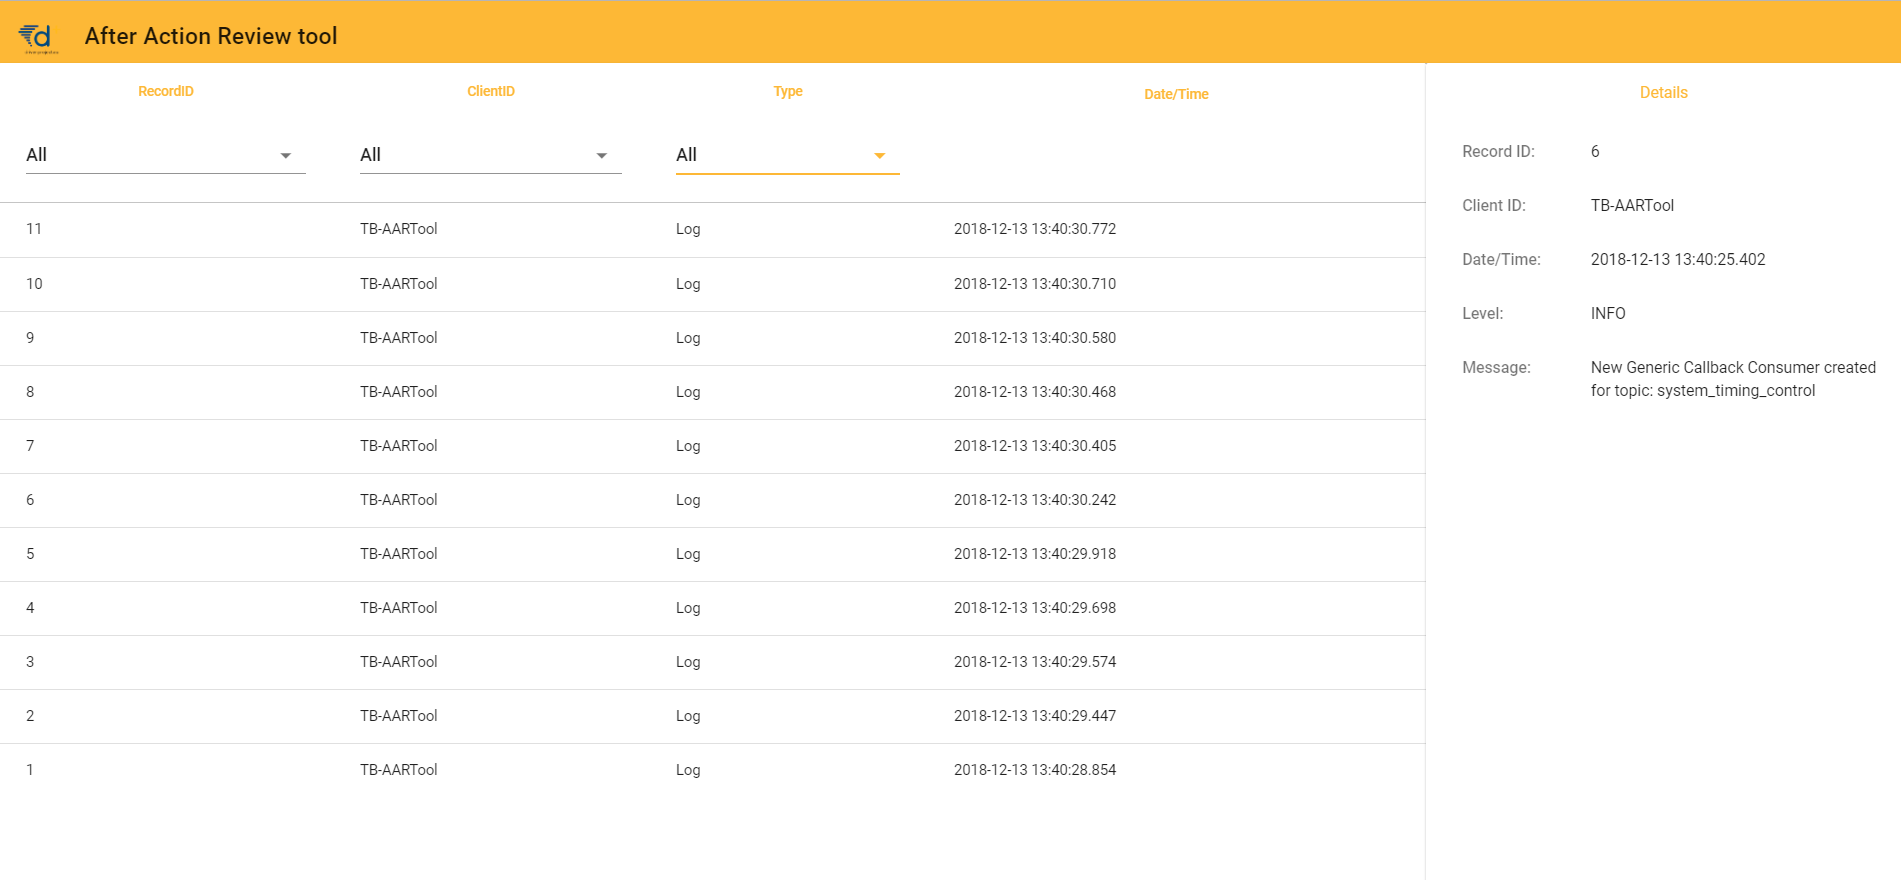 After Action Review tool
RecordID ClientID Type Date/Time
All All All
11 TB-AARTool Log 2018-12-13 13:40:30.772
10 TB-AARTool Log 2018-12-13 13:40:30.710
9 TB-AARTool Log 2018-12-13 13:40:30.580
8 TB-AARTool Log 2018-12-13 13:40:30.468
7 TB-AARTool Log 2018-12-13 13:40:30.405
6 TB-AARTool Log 2018-12-13 13:40:30.242
5 TB-AARTool Log 2018-12-13 13:40:29.918
4 TB-AARTool Log 2018-12-13 13:40:29.698
3 TB-AARTool Log 2018-12-13 13:40:29.574
2 TB-AARTool Log 2018-12-13 13:40:29.447
1 TB-AARTool Log 2018-12-13 13:40:28.854
Details
Record ID: 6
Client ID: TB-AARTool
Date/Time: 2018-12-13 13:40:25.402
Level: INFO
Message: New Generic Callback Consumer created
for topic: system_timing_control